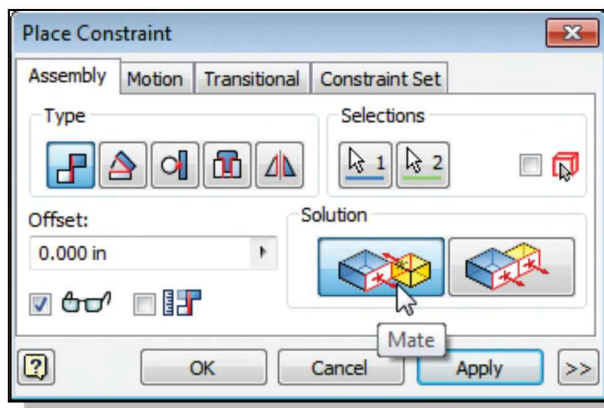 Place Constraint
Assembly Motion Transitional Constraint Set
Type
Selections
1 2
Offset:
0.000 in
Solution
Mate
? OK Cancel Apply >>